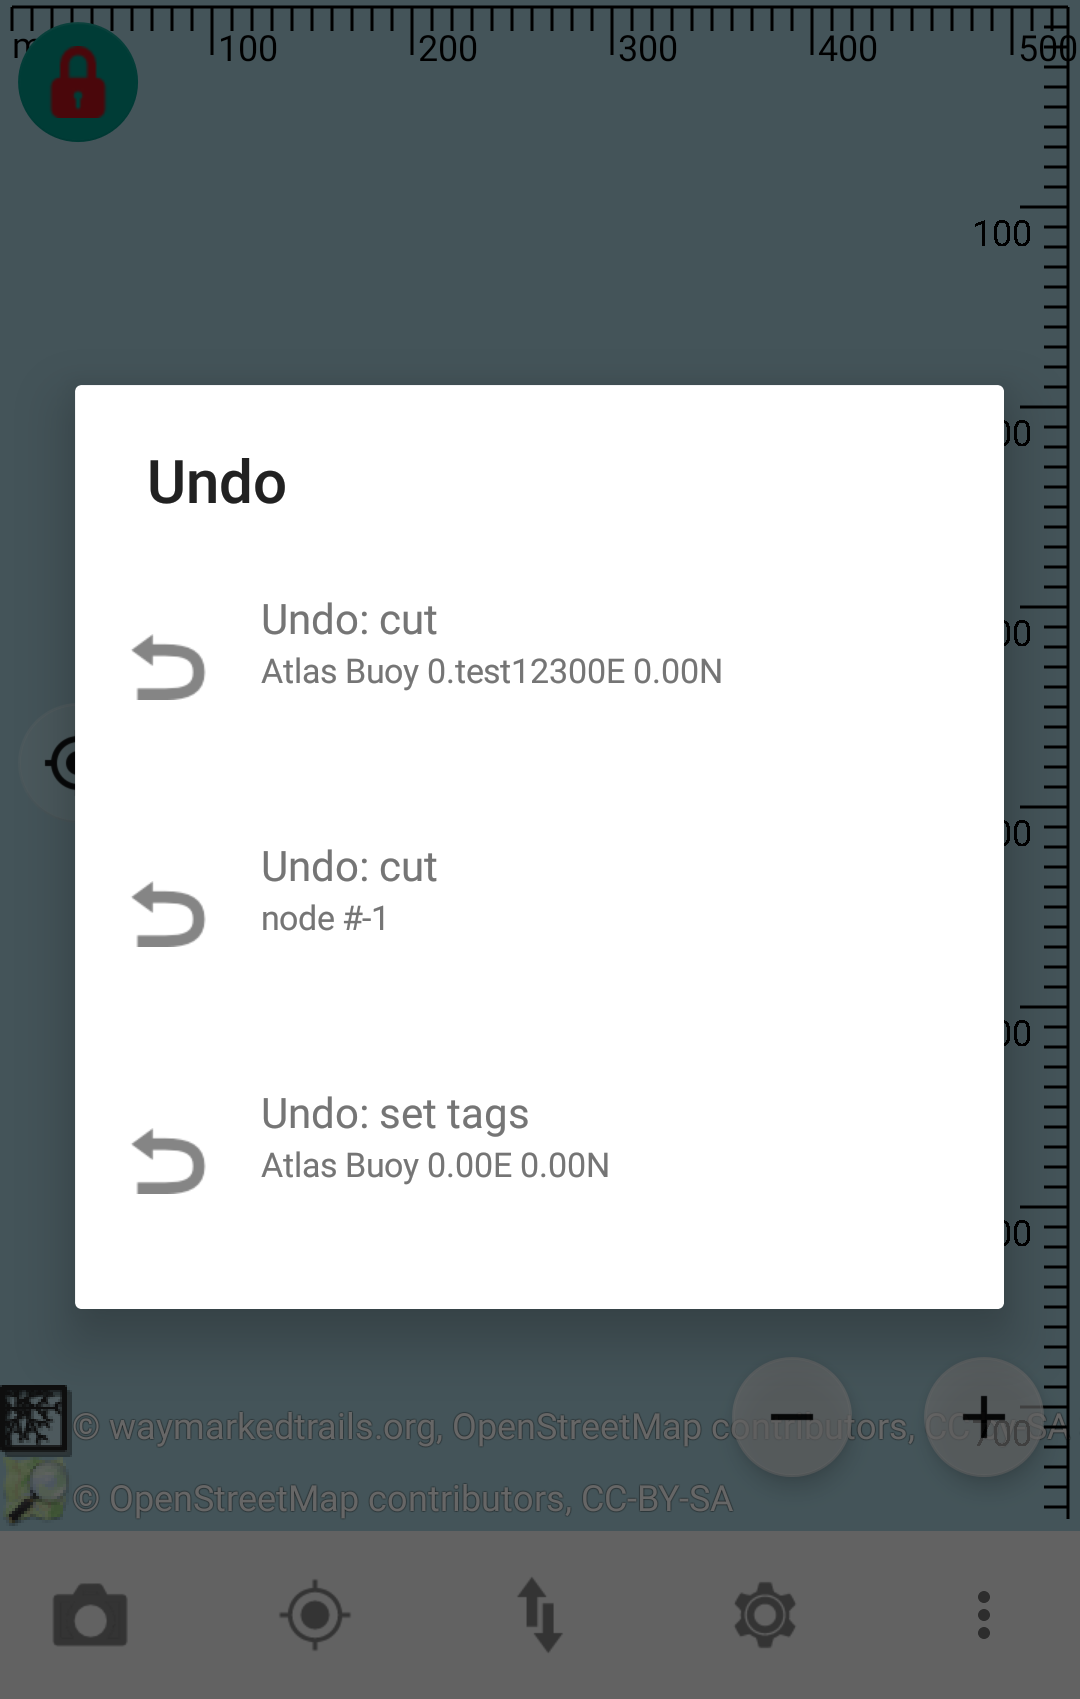 100 200 300 400 500
100
Undo
Undo: cut
Atlas Buoy 0.test12300E 0.00N
Undo: cut
node #-1
Undo: set tags
Atlas Buoy 0.00E 0.00N
© waymarkedtrails.org, OpenStreetMap contributors, CC-BY-SA
700
© OpenStreetMap contributors, CC-BY-SA